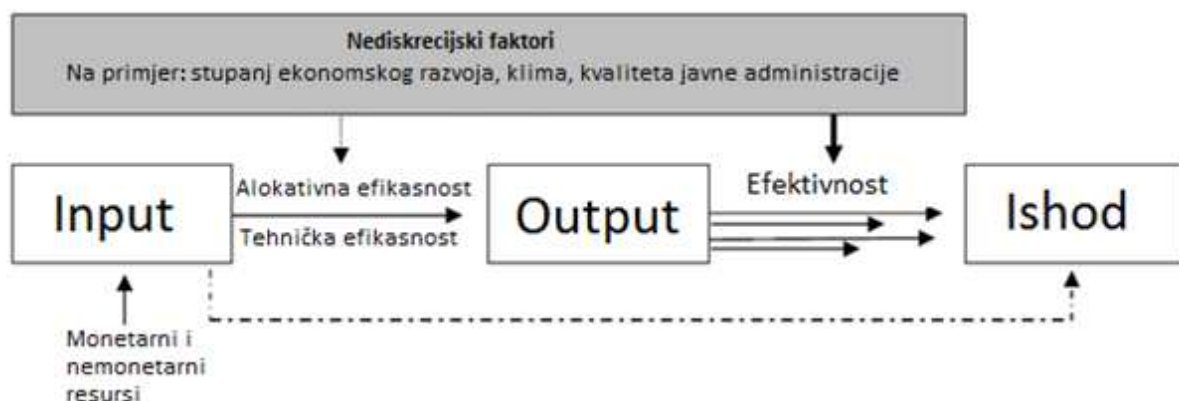 Nediskrecijski faktori
Na primjer: stupanj ekonomskog razvoja, klima, kvaliteta javne administracije
Input
Alokativna efikasnost
Tehnička efikasnost
Output
Efektivnost
Ishod
Monetarni i
nemonetarni
resursi